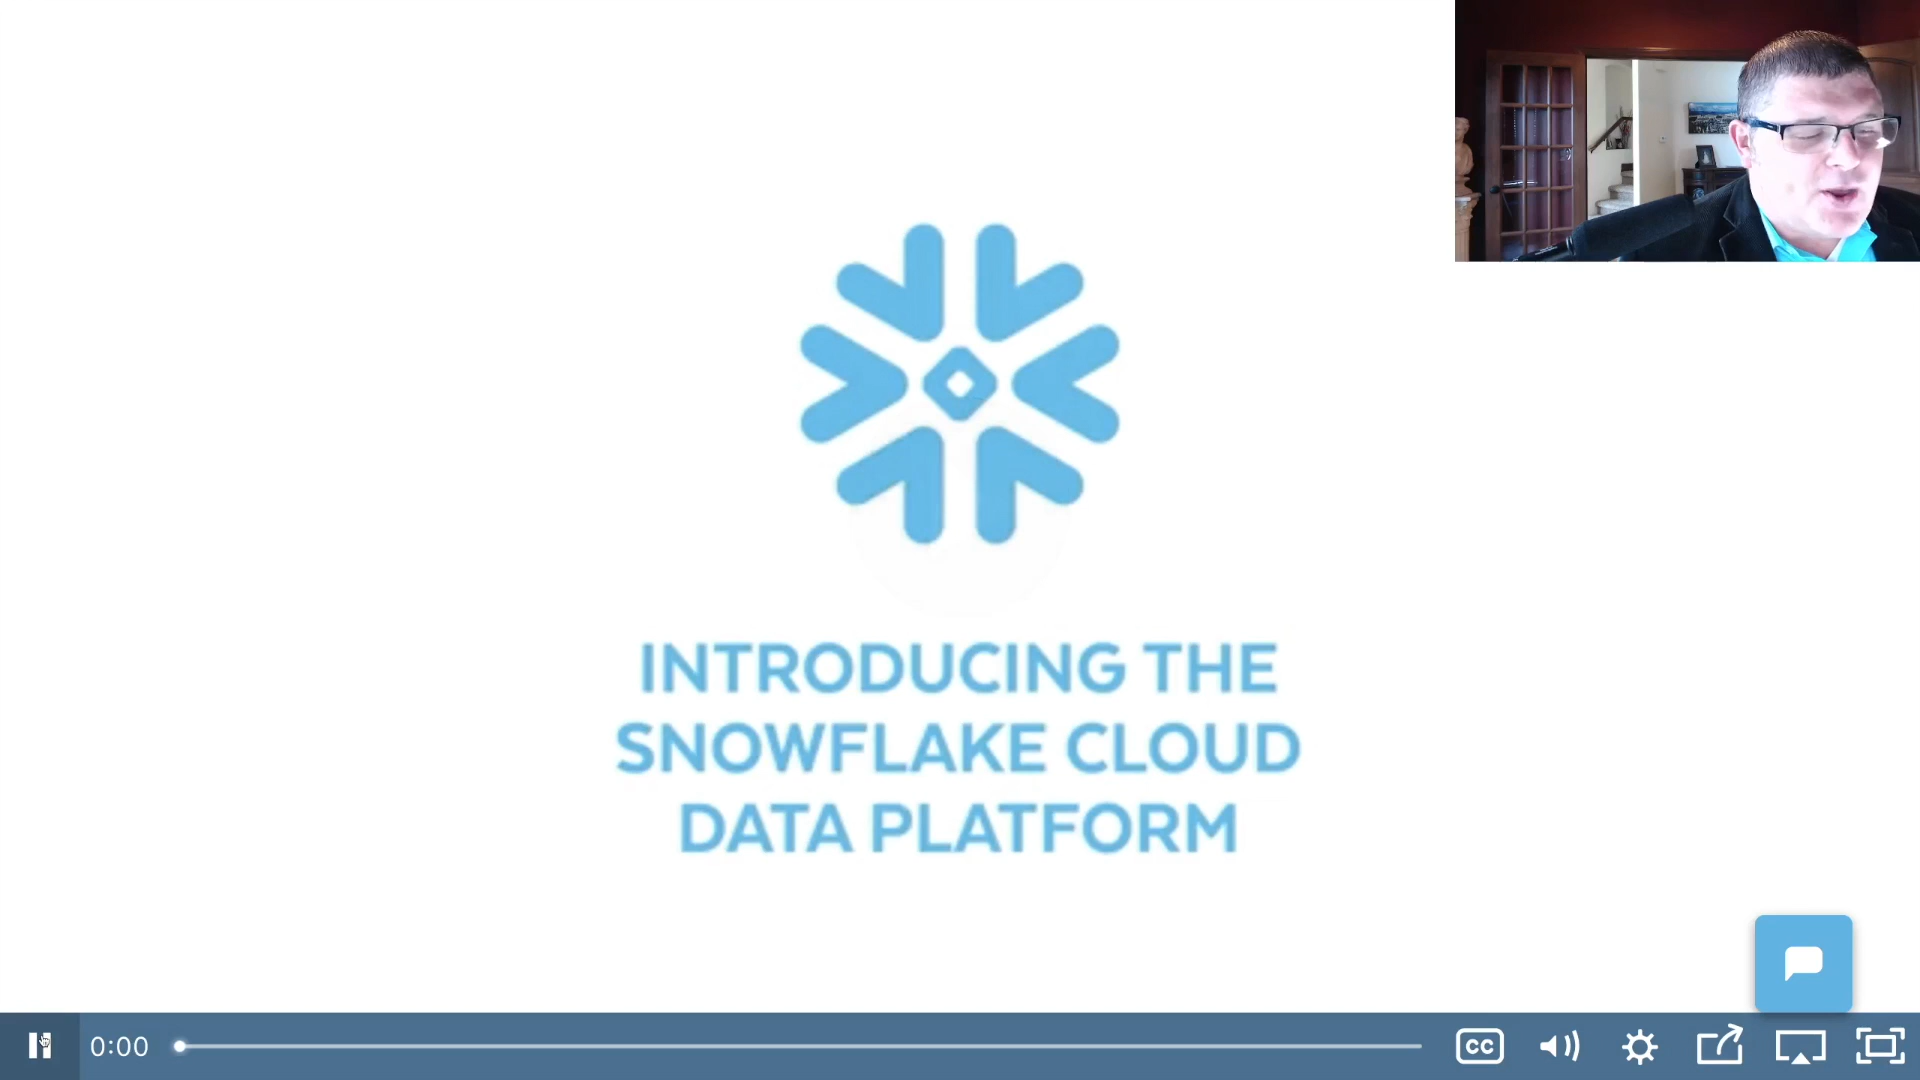 INTRODUCING THE
SNOWFLAKE CLOUD
DATA PLATFORM
0:00
CC